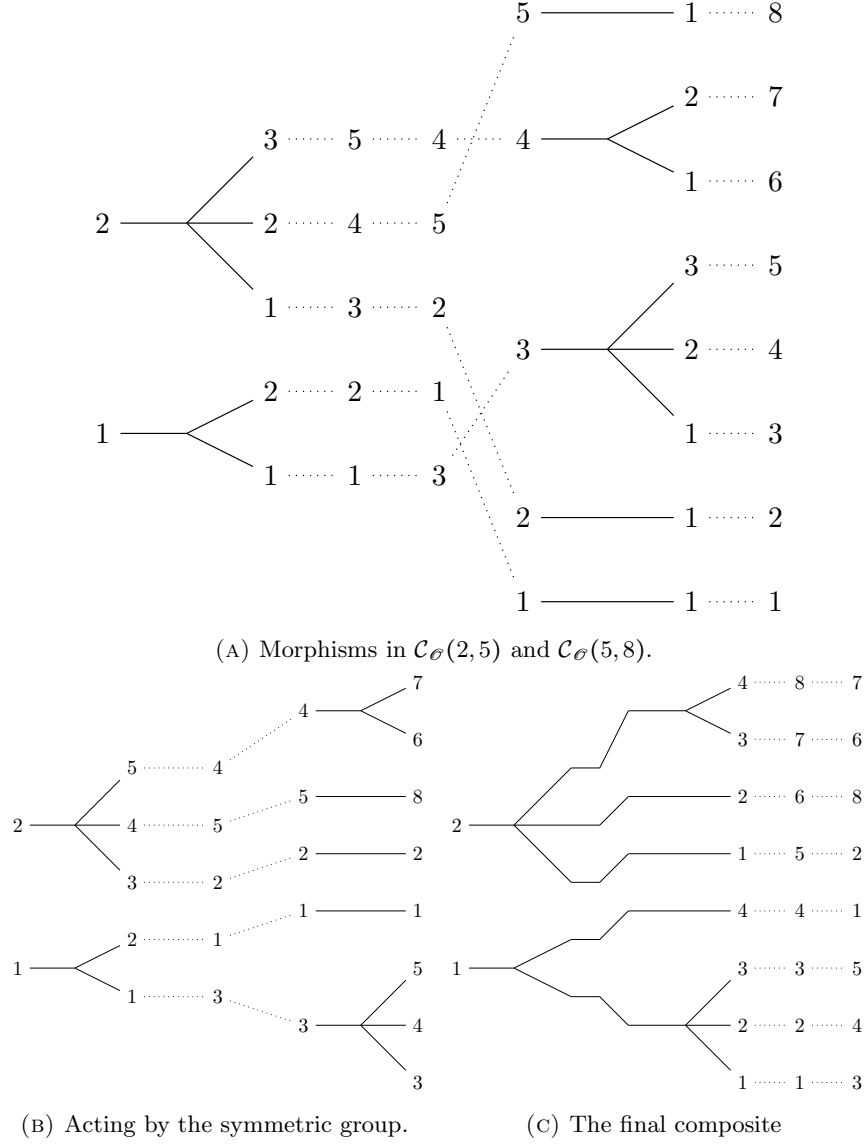 5 1 8
2 7
3 5 4 4
1 6
2 2 4 5
3 5
1 3 2
3 2 4
2 2 1
1 1 3
1 1 3
2 1 2
1 1 1
(A) Morphisms in 𝒞_𝒪(2,5) and 𝒞_𝒪(5,8).
7
4
6
5 4
5 8
2 4 5
2 2
3 2
1 1
2 1
1 5
1 3
3 4
3
4 8 7
3 7 6
2 6 8
2
1 5 2
4 4 1
1 3 3 5
2 2 4
1 1 3
(B) Acting by the symmetric group.
(C) The final composite